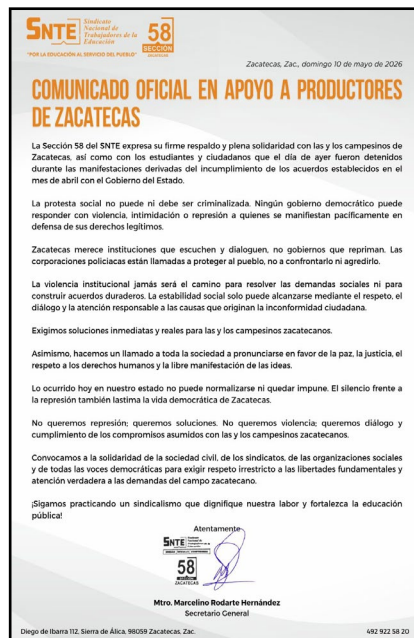 SNTE
Sindicato
Nacional de
Trabajadores de la
Educación
58
SECCIÓN
ZACATECAS
"POR LA EDUCACIÓN AL SERVICIO DEL PUEBLO"
Zacatecas, Zac., domingo 10 de mayo de 2026
COMUNICADO OFICIAL EN APOYO A PRODUCTORES
DE ZACATECAS
La Sección 58 del SNTE expresa su firme respaldo y plena solidaridad con las y los campesinos de
Zacatecas, así como con los estudiantes y ciudadanos que el día de ayer fueron detenidos
durante las manifestaciones derivadas del incumplimiento de los acuerdos establecidos en el
mes de abril con el Gobierno del Estado.
La protesta social no puede ni debe ser criminalizada. Ningún gobierno democrático puede
responder con violencia, intimidación o represión a quienes se manifiestan pacíficamente en
defensa de sus derechos legítimos.
Zacatecas merece instituciones que escuchen y dialoguen, no gobiernos que repriman. Las
corporaciones policiacas están llamadas a proteger al pueblo, no a confrontarlo ni agredirlo.
La violencia institucional jamás será el camino para resolver las demandas sociales ni para
construir acuerdos duraderos. La estabilidad social solo puede alcanzarse mediante el respeto, el
diálogo y la atención responsable a las causas que originan la inconformidad ciudadana.
Exigimos soluciones inmediatas y reales para las y los campesinos zacatecanos.
Asimismo, hacemos un llamado a toda la sociedad a pronunciarse en favor de la paz, la justicia, el
respeto a los derechos humanos y la libre manifestación de las ideas.
Lo ocurrido hoy en nuestro estado no puede normalizarse ni quedar impune. El silencio frente a
la represión también lastima la vida democrática de Zacatecas.
No queremos represión; queremos soluciones. No queremos violencia; queremos diálogo y
cumplimiento de los compromisos asumidos con las y los campesinos zacatecanos.
Convocamos a la solidaridad de la sociedad civil, de los sindicatos, de las organizaciones sociales
y de todas las voces democráticas para exigir respeto irrestricto a las libertades fundamentales y
atención verdadera a las demandas del campo zacatecano.
¡Sigamos practicando un sindicalismo que dignifique nuestra labor y fortalezca la educación
pública!
Atentamente
SNTE
58
SECCIÓN
ZACATECAS
Mtro. Marcelino Rodarte Hernández
Secretario General
Diego de Ibarra 112, Sierra de Álica, 98059 Zacatecas, Zac.
492 922 58 20